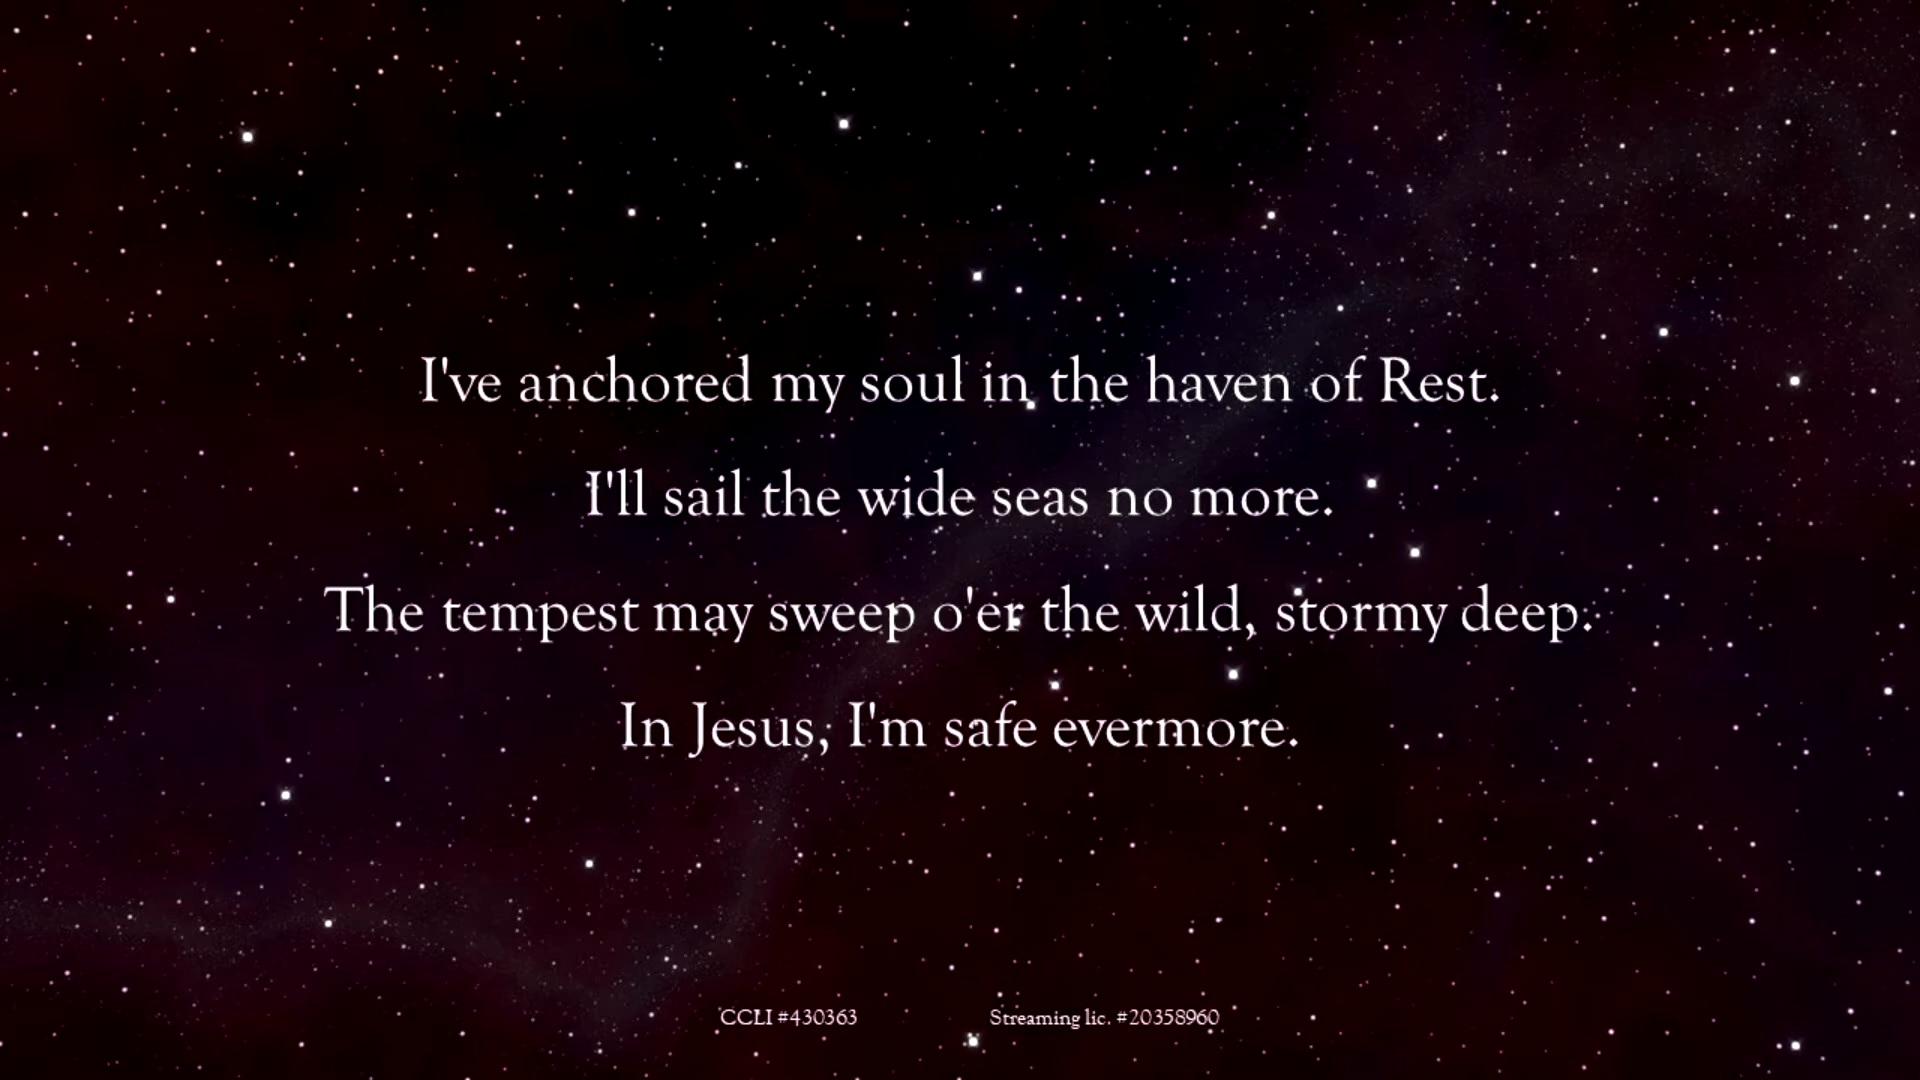 I've anchored my soul in the haven of Rest.
I'll sail the wide seas no more.
The tempest may sweep o'er the wild, stormy deep.
In Jesus, I'm safe evermore.
CCLI #430363 Streaming lic. #20358960